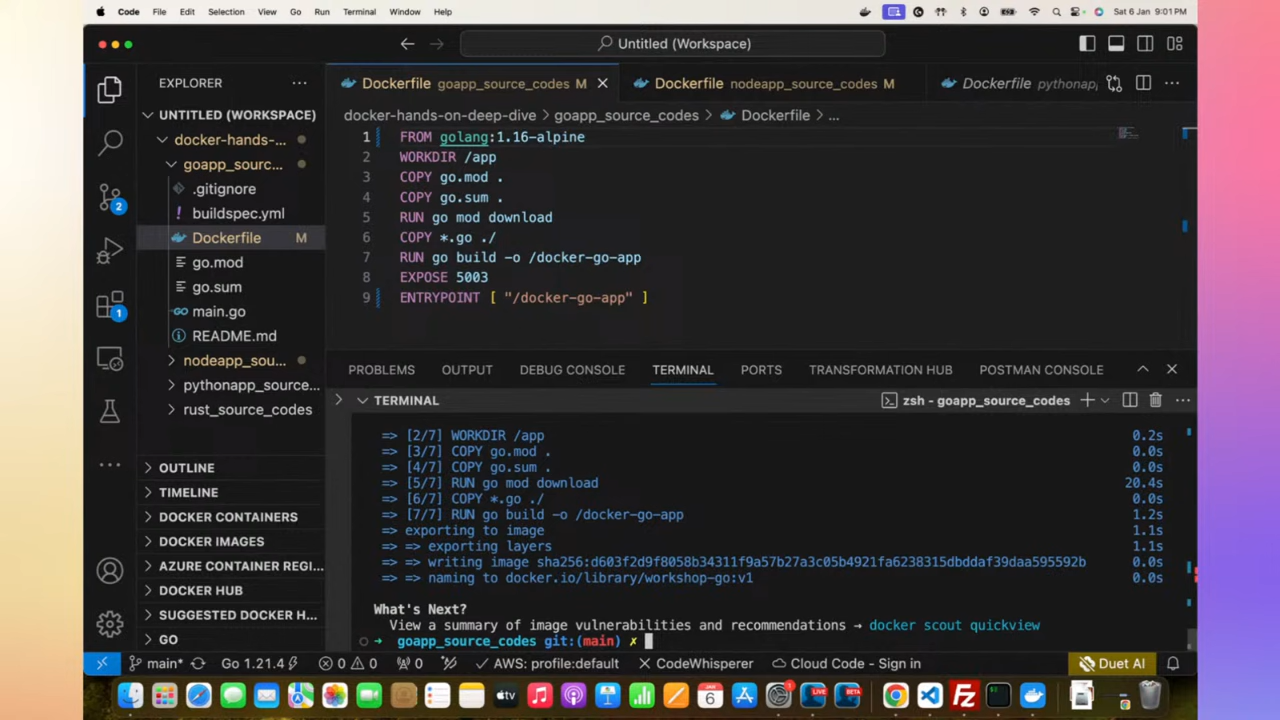 Code File Edit Selection View Go Run Terminal Window Help
Sat 6 Jan 9:01PM
Untitled (Workspace)
EXPLORER
Dockerfile goapp_source_codes M
Dockerfile nodeapp_source_codes M
Dockerfile pythonapp
UNTITLED (WORKSPACE)
docker-hands-on-deep-dive > goapp_source_codes > Dockerfile > ...
docker-hands-...
goapp_sourc...
.gitignore
buildspec.yml
Dockerfile M
go.mod
go.sum
main.go
README.md
nodeapp_sou...
pythonapp_source...
rust_source_codes
OUTLINE
TIMELINE
DOCKER CONTAINERS
DOCKER IMAGES
AZURE CONTAINER REGI...
DOCKER HUB
SUGGESTED DOCKER H...
GO
2
1
1 FROM golang:1.16-alpine
2 WORKDIR /app
3 COPY go.mod .
4 COPY go.sum .
5 RUN go mod download
6 COPY *.go ./
7 RUN go build -o /docker-go-app
8 EXPOSE 5003
9 ENTRYPOINT [ "/docker-go-app" ]
PROBLEMS OUTPUT DEBUG CONSOLE TERMINAL PORTS TRANSFORMATION HUB POSTMAN CONSOLE
TERMINAL
zsh - goapp_source_codes
=> [2/7] WORKDIR /app 0.2s
=> [3/7] COPY go.mod . 0.0s
=> [4/7] COPY go.sum . 0.0s
=> [5/7] RUN go mod download 20.4s
=> [6/7] COPY *.go ./ 0.0s
=> [7/7] RUN go build -o /docker-go-app 1.2s
=> exporting to image 1.1s
=> => exporting layers 1.1s
=> => writing image sha256:d603f2d9f8058b34311f9a57b27a3c05b4921fa6238315dbddaf39daa595592b 0.0s
=> => naming to docker.io/library/workshop-go:v1 0.0s
What's Next?
View a summary of image vulnerabilities and recommendations → docker scout quickview
→ goapp_source_codes git:(main) ✗
main* Go 1.21.4 0 0 0 AWS: profile:default CodeWhisperer Cloud Code - Sign in Duet AI